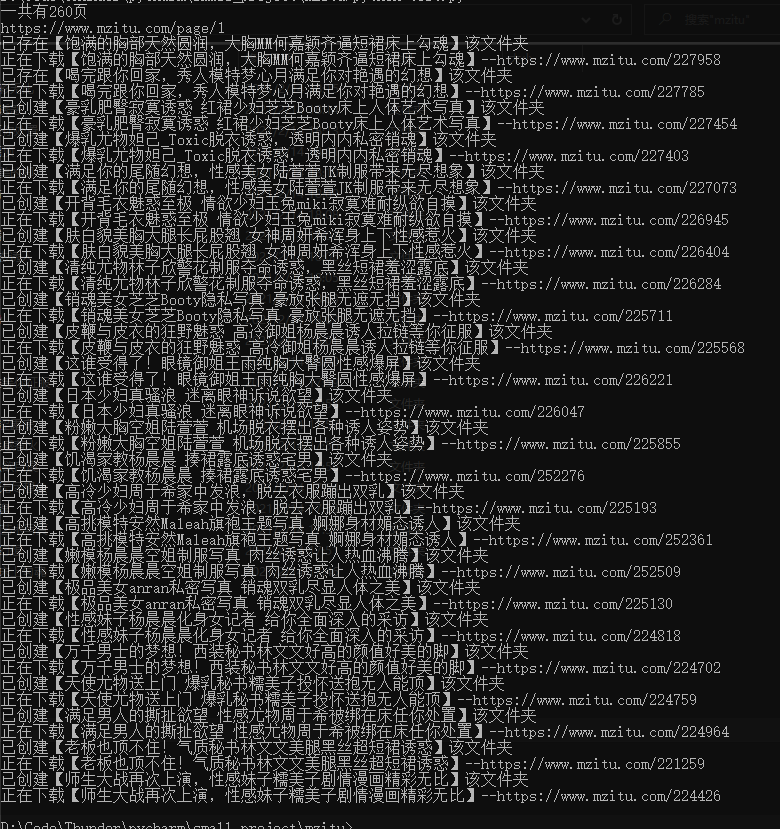 搜索"mzitu"
一共有260页
https://www.mzitu.com/page/1
已存在【饱满的胸部天然圆润，大胸MM何嘉颖齐逼短裙床上勾魂】该文件夹
正在下载【饱满的胸部天然圆润，大胸MM何嘉颖齐逼短裙床上勾魂】--https://www.mzitu.com/227958
已存在【喝完跟你回家，秀人模特梦心月满足你对艳遇的幻想】该文件夹
正在下载【喝完跟你回家，秀人模特梦心月满足你对艳遇的幻想】--https://www.mzitu.com/227785
已创建【豪乳肥臀寂寞诱惑 红裙少妇芝芝Booty床上人体艺术写真】该文件夹
正在下载【豪乳肥臀寂寞诱惑 红裙少妇芝芝Booty床上人体艺术写真】--https://www.mzitu.com/227454
已创建【爆乳尤物妲己_Toxic脱衣诱惑，透明内内私密销魂】该文件夹
正在下载【爆乳尤物妲己_Toxic脱衣诱惑，透明内内私密销魂】--https://www.mzitu.com/227403
已创建【满足你的尾随幻想，性感美女陆萱萱JK制服带来无尽想象】该文件夹
正在下载【满足你的尾随幻想，性感美女陆萱萱JK制服带来无尽想象】--https://www.mzitu.com/227073
已创建【开背毛衣魅惑至极 情欲少妇玉兔miki寂寞难耐纵欲自摸】该文件夹
正在下载【开背毛衣魅惑至极 情欲少妇玉兔miki寂寞难耐纵欲自摸】--https://www.mzitu.com/226945
已创建【肤白貌美胸大腿长屁股翘 女神周妍希浑身上下性感惹火】该文件夹
正在下载【肤白貌美胸大腿长屁股翘 女神周妍希浑身上下性感惹火】--https://www.mzitu.com/226404
已创建【清纯尤物林子欣警花制服夺命诱惑，黑丝短裙羞涩露底】该文件夹
正在下载【清纯尤物林子欣警花制服夺命诱惑，黑丝短裙羞涩露底】--https://www.mzitu.com/226284
已创建【销魂美女芝芝Booty隐私写真 豪放张腿无遮无挡】该文件夹
正在下载【销魂美女芝芝Booty隐私写真 豪放张腿无遮无挡】--https://www.mzitu.com/225711
已创建【皮鞭与皮衣的狂野魅惑 高冷御姐杨晨晨诱人拉链等你征服】该文件夹
正在下载【皮鞭与皮衣的狂野魅惑 高冷御姐杨晨晨诱人拉链等你征服】--https://www.mzitu.com/225568
已创建【这谁受得了！眼镜御姐王雨纯胸大臀圆性感爆屏】该文件夹
正在下载【这谁受得了！眼镜御姐王雨纯胸大臀圆性感爆屏】--https://www.mzitu.com/226221
已创建【日本少妇真骚浪 迷离眼神诉说欲望】该文件夹
正在下载【日本少妇真骚浪 迷离眼神诉说欲望】--https://www.mzitu.com/226047
已创建【粉嫩大胸空姐陆萱萱 机场脱衣摆出各种诱人姿势】该文件夹
正在下载【粉嫩大胸空姐陆萱萱 机场脱衣摆出各种诱人姿势】--https://www.mzitu.com/225855
已创建【饥渴家教杨晨晨 撩裙露底诱惑宅男】该文件夹
正在下载【饥渴家教杨晨晨 撩裙露底诱惑宅男】--https://www.mzitu.com/252276
已创建【高冷少妇周于希家中发浪，脱去衣服蹦出双乳】该文件夹
正在下载【高冷少妇周于希家中发浪，脱去衣服蹦出双乳】--https://www.mzitu.com/225193
已创建【高挑模特安然Maleah旗袍主题写真 婀娜身材媚态诱人】该文件夹
正在下载【高挑模特安然Maleah旗袍主题写真 婀娜身材媚态诱人】--https://www.mzitu.com/252361
已创建【嫩模杨晨晨空姐制服写真 肉丝诱惑让人热血沸腾】该文件夹
正在下载【嫩模杨晨晨空姐制服写真 肉丝诱惑让人热血沸腾】--https://www.mzitu.com/252509
已创建【极品美女anran私密写真 销魂双乳尽显人体之美】该文件夹
正在下载【极品美女anran私密写真 销魂双乳尽显人体之美】--https://www.mzitu.com/225130
已创建【性感妹子杨晨晨化身女记者 给你全面深入的采访】该文件夹
正在下载【性感妹子杨晨晨化身女记者 给你全面深入的采访】--https://www.mzitu.com/224818
已创建【万千男士的梦想！西装秘书林文文好高的颜值好美的脚】该文件夹
正在下载【万千男士的梦想！西装秘书林文文好高的颜值好美的脚】--https://www.mzitu.com/224702
已创建【天使尤物送上门 爆乳秘书糯美子投怀送抱无人能顶】该文件夹
正在下载【天使尤物送上门 爆乳秘书糯美子投怀送抱无人能顶】--https://www.mzitu.com/224759
已创建【满足男人的撕扯欲望 性感尤物周于希被绑在床任你处置】该文件夹
正在下载【满足男人的撕扯欲望 性感尤物周于希被绑在床任你处置】--https://www.mzitu.com/224964
已创建【老板也顶不住！气质秘书林文文美腿黑丝超短裙诱惑】该文件夹
正在下载【老板也顶不住！气质秘书林文文美腿黑丝超短裙诱惑】--https://www.mzitu.com/221259
已创建【师生大战再次上演，性感妹子糯美子剧情漫画精彩无比】该文件夹
正在下载【师生大战再次上演，性感妹子糯美子剧情漫画精彩无比】--https://www.mzitu.com/224426
D:\Code\Thunder\pycharm\small_project\mzitu>